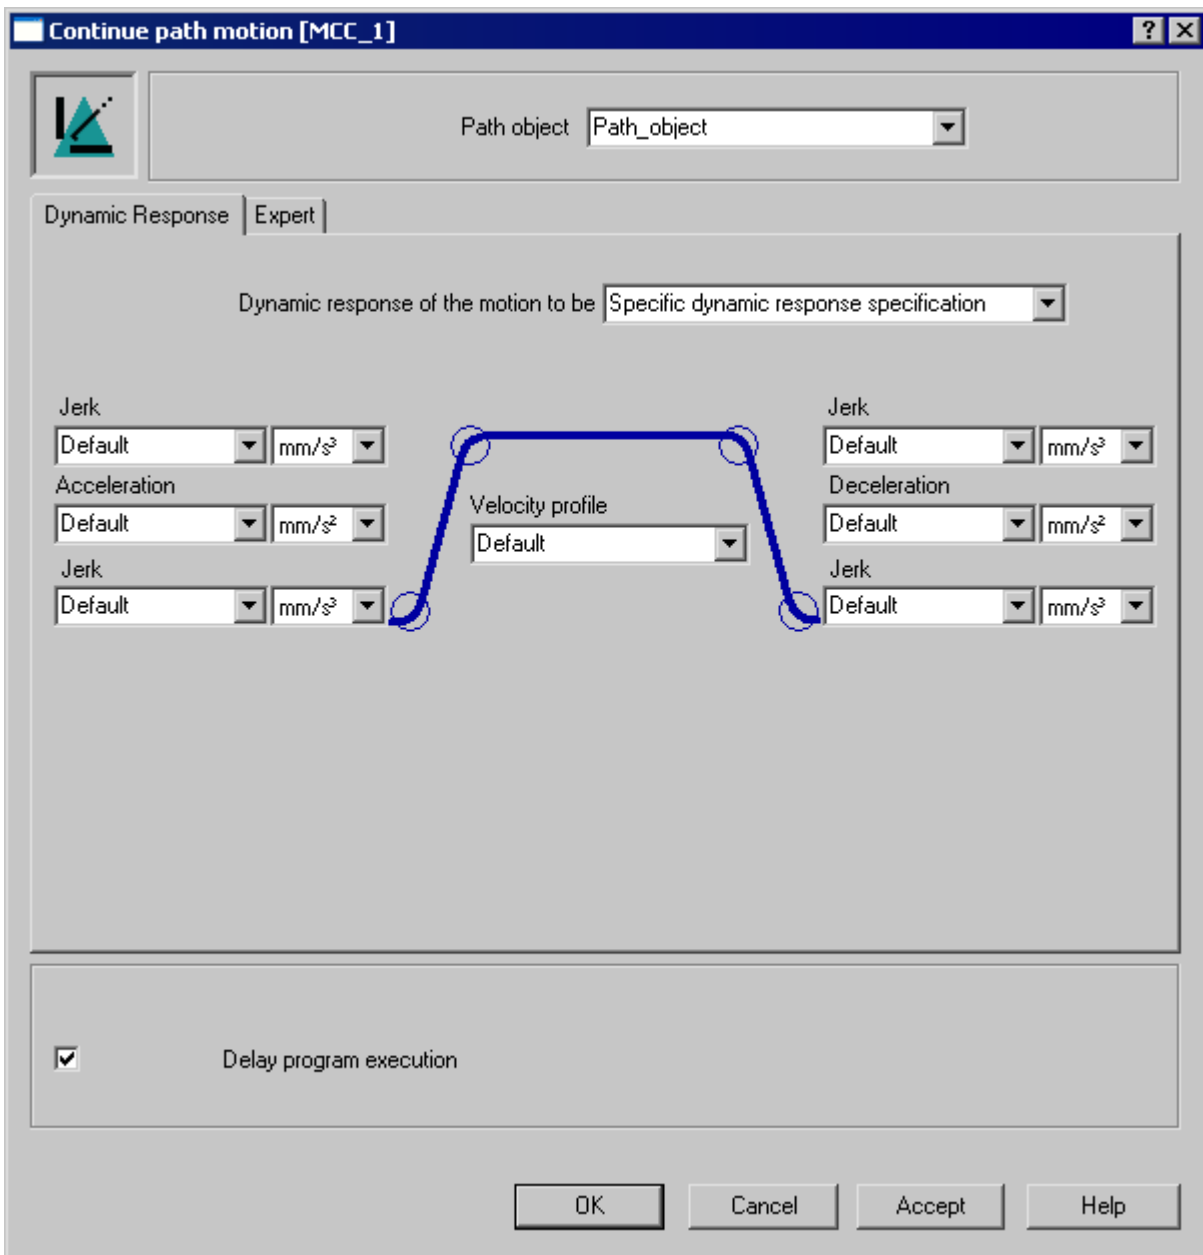 Continue path motion [MCC_1]
Path object Path_object
Dynamic Response Expert
Dynamic response of the motion to be Specific dynamic response specification
Jerk
Default mm/s³
Acceleration
Default mm/s²
Jerk
Default mm/s³
Velocity profile
Default
Jerk
Default mm/s³
Deceleration
Default mm/s²
Jerk
Default mm/s³
Delay program execution
OK Cancel Accept Help